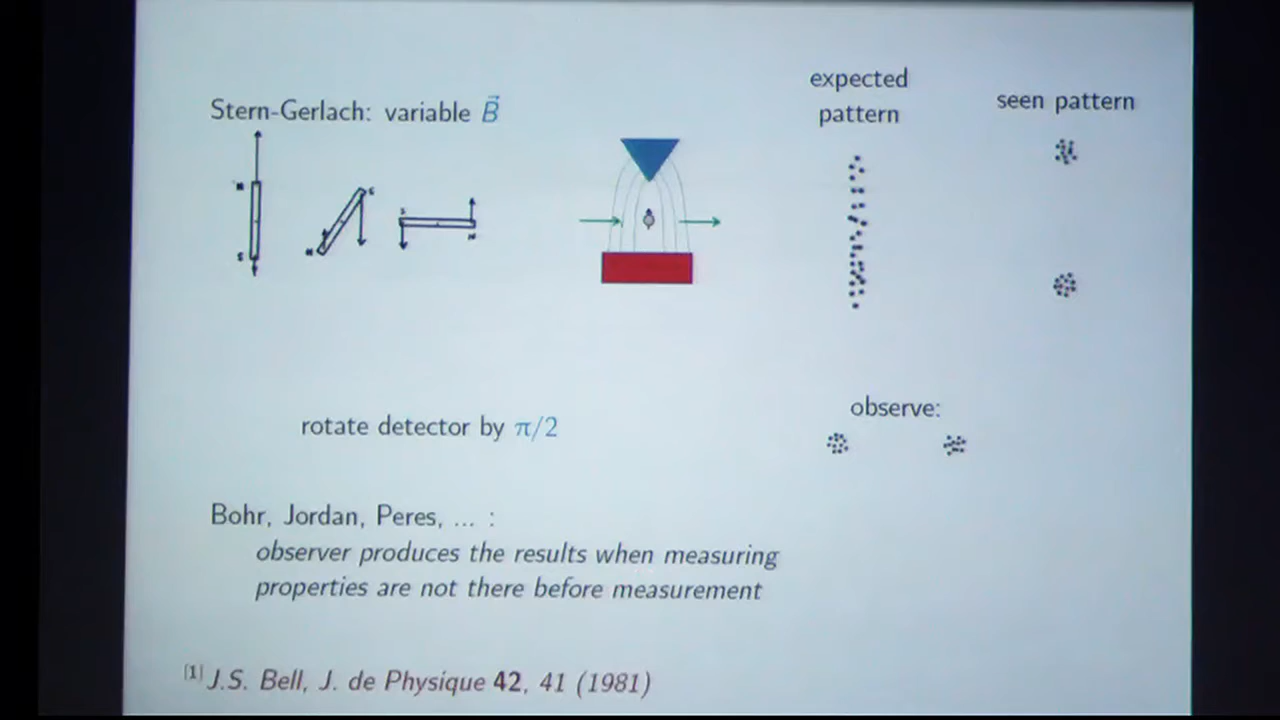 Stern-Gerlach: variable B⃗
expected
pattern
seen pattern
N
S
S
N
S
N
rotate detector by π/2
observe:
Bohr, Jordan, Peres, ... :
observer produces the results when measuring
properties are not there before measurement
[1] J.S. Bell, J. de Physique 42, 41 (1981)